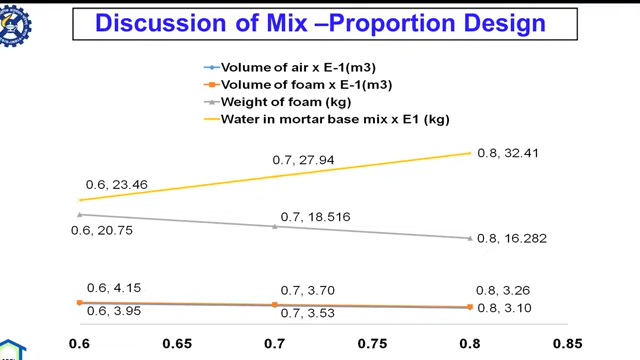 Discussion of Mix –Proportion Design
Volume of air x E-1(m3)
Volume of foam x E-1(m3)
Weight of foam (kg)
Water in mortar base mix x E1 (kg)
0.8, 32.41
0.7, 27.94
0.6, 23.46
0.6, 20.75
0.7, 18.516
0.8, 16.282
0.6, 4.15
0.7, 3.70
0.8, 3.26
0.6, 3.95
0.7, 3.53
0.8, 3.10
0.6 0.65 0.7 0.75 0.8 0.85